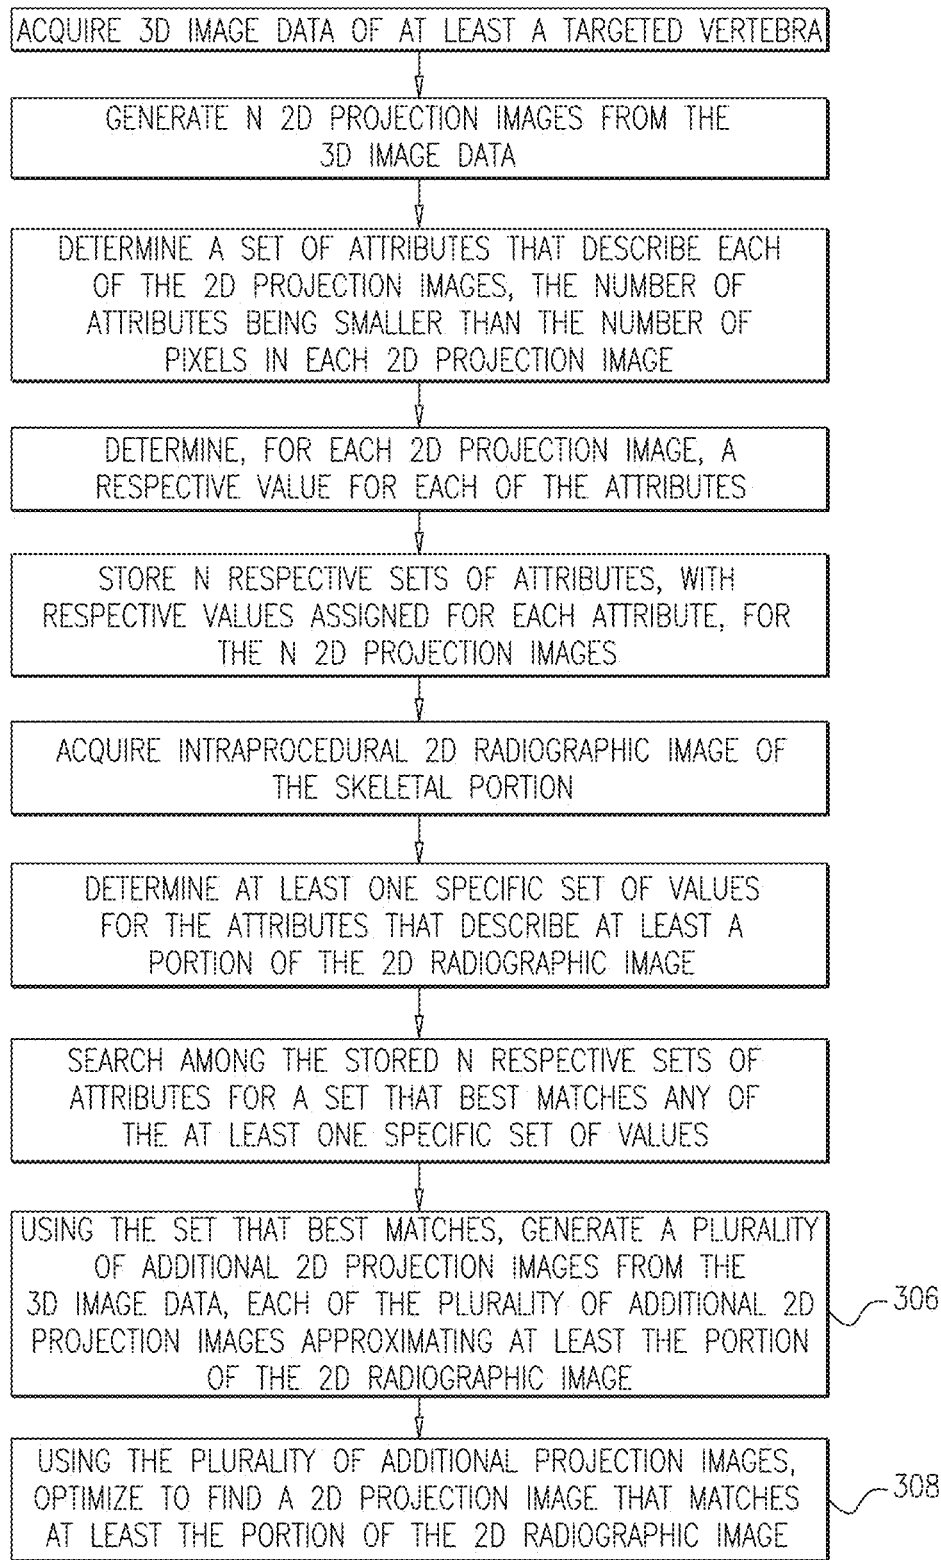 ACQUIRE 3D IMAGE DATA OF AT LEAST A TARGETED VERTEBRA
GENERATE N 2D PROJECTION IMAGES FROM THE
3D IMAGE DATA
DETERMINE A SET OF ATTRIBUTES THAT DESCRIBE EACH
OF THE 2D PROJECTION IMAGES, THE NUMBER OF
ATTRIBUTES BEING SMALLER THAN THE NUMBER OF
PIXELS IN EACH 2D PROJECTION IMAGE
DETERMINE, FOR EACH 2D PROJECTION IMAGE, A
RESPECTIVE VALUE FOR EACH OF THE ATTRIBUTES
STORE N RESPECTIVE SETS OF ATTRIBUTES, WITH
RESPECTIVE VALUES ASSIGNED FOR EACH ATTRIBUTE, FOR
THE N 2D PROJECTION IMAGES
ACQUIRE INTRAPROCEDURAL 2D RADIOGRAPHIC IMAGE OF
THE SKELETAL PORTION
DETERMINE AT LEAST ONE SPECIFIC SET OF VALUES
FOR THE ATTRIBUTES THAT DESCRIBE AT LEAST A
PORTION OF THE 2D RADIOGRAPHIC IMAGE
SEARCH AMONG THE STORED N RESPECTIVE SETS OF
ATTRIBUTES FOR A SET THAT BEST MATCHES ANY OF
THE AT LEAST ONE SPECIFIC SET OF VALUES
USING THE SET THAT BEST MATCHES, GENERATE A PLURALITY
OF ADDITIONAL 2D PROJECTION IMAGES FROM THE
3D IMAGE DATA, EACH OF THE PLURALITY OF ADDITIONAL 2D
PROJECTION IMAGES APPROXIMATING AT LEAST THE PORTION
OF THE 2D RADIOGRAPHIC IMAGE
306
USING THE PLURALITY OF ADDITIONAL PROJECTION IMAGES,
OPTIMIZE TO FIND A 2D PROJECTION IMAGE THAT MATCHES
AT LEAST THE PORTION OF THE 2D RADIOGRAPHIC IMAGE
308